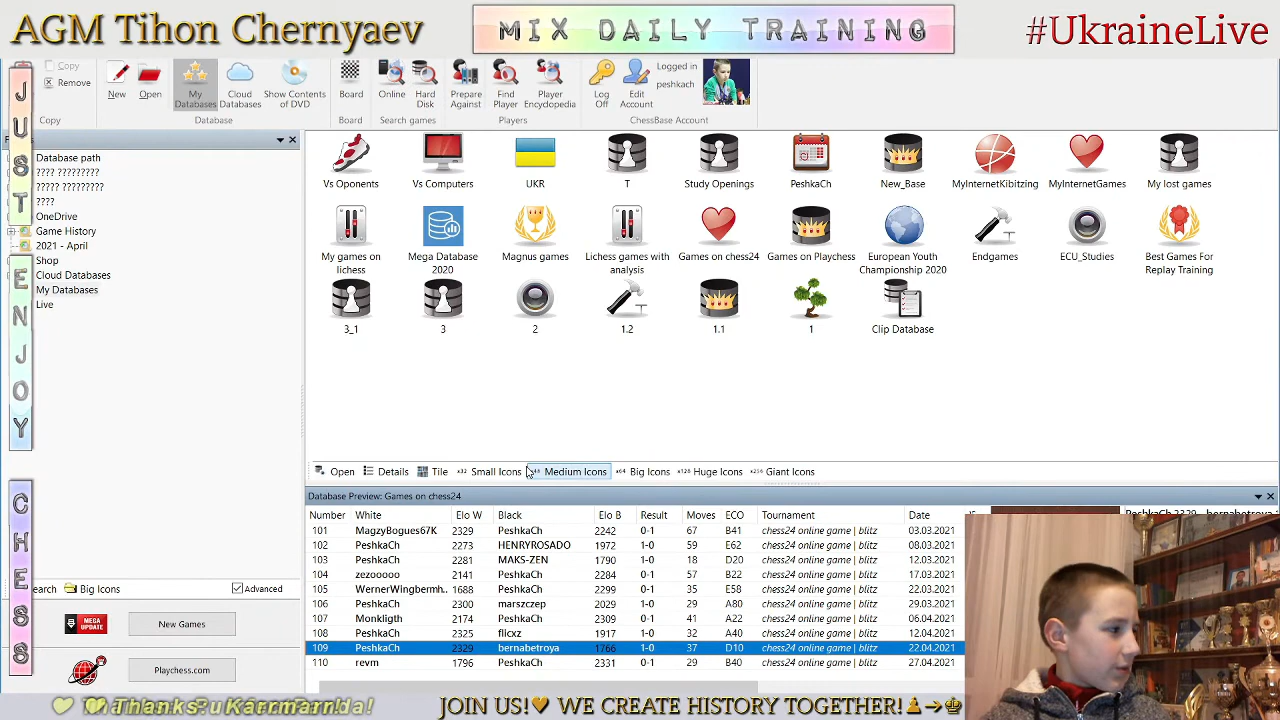 AGM Tihon Chernyaev
MIX DAILY TRAINING
#UkraineLive
JUST
ENJOY
CHESS
Copy
Remove
Copy
New
Open
My Databases
Cloud Databases
Show Contents of DVD
Database
Board
Board
Online
Hard Disk
Search games
Prepare Against
Find Player
Player Encyclopedia
Players
Log Off
Edit Account
Logged in
peshkach
ChessBase Account
Database path
???? ?????????
????? ?????????
????
OneDrive
Game History
2021 - April
Shop
Cloud Databases
My Databases
Live
Vs Oponents
Vs Computers
UKR
T
Study Openings
PeshkaCh
New_Base
MyInternetKibitzing
MyInternetGames
My lost games
My games on lichess
Mega Database 2020
Magnus games
Lichess games with analysis
Games on chess24
Games on Playchess
European Youth Championship 2020
Endgames
ECU_Studies
Best Games For Replay Training
3_1
3
2
1.2
1.1
1
Clip Database
Open
Details
Tile
x32 Small Icons
x48 Medium Icons
x64 Big Icons
x128 Huge Icons
x256 Giant Icons
Database Preview: Games on chess24
Number White Elo W Black Elo B Result Moves ECO Tournament Date
101 MagzyBogues67K 2329 PeshkaCh 2242 0-1 67 B41 chess24 online game | blitz 03.03.2021
102 PeshkaCh 2273 HENRYROSADO 1972 1-0 59 E62 chess24 online game | blitz 08.03.2021
103 PeshkaCh 2281 MAKS-ZEN 1790 1-0 18 D20 chess24 online game | blitz 12.03.2021
104 zezooooo 2141 PeshkaCh 2284 0-1 57 B22 chess24 online game | blitz 17.03.2021
105 WernerWingbermh.. 1688 PeshkaCh 2299 0-1 35 E58 chess24 online game | blitz 22.03.2021
106 PeshkaCh 2300 marszczep 2029 1-0 29 A80 chess24 online game | blitz 29.03.2021
107 Monkligth 2174 PeshkaCh 2309 0-1 41 A22 chess24 online game | blitz 06.04.2021
108 PeshkaCh 2325 flicxz 1917 1-0 32 A40 chess24 online game | blitz 12.04.2021
109 PeshkaCh 2329 bernabetroya 1766 1-0 37 D10 chess24 online game | blitz 22.04.2021
110 revm 1796 PeshkaCh 2331 0-1 29 B40 chess24 online game | blitz 27.04.2021
earch
Big Icons
Advanced
MEGA UPDATE
New Games
Playchess.com
JOIN US! WE CREATE HISTORY TOGETHER!